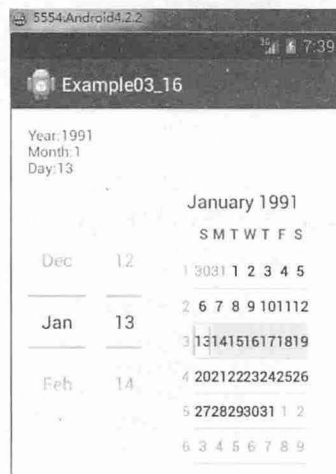 5554:Android4.2.2
3G 7:39
Example03_16
Year:1991
Month:1
Day:13
January 1991
S M T W T F S
Dec 12
1 30 31 1 2 3 4 5
2 6 7 8 9 10 11 12
Jan 13
3 13 14 15 16 17 18 19
4 20 21 22 23 24 25 26
Feb 14
5 27 28 29 30 31 1 2
6 3 4 5 6 7 8 9